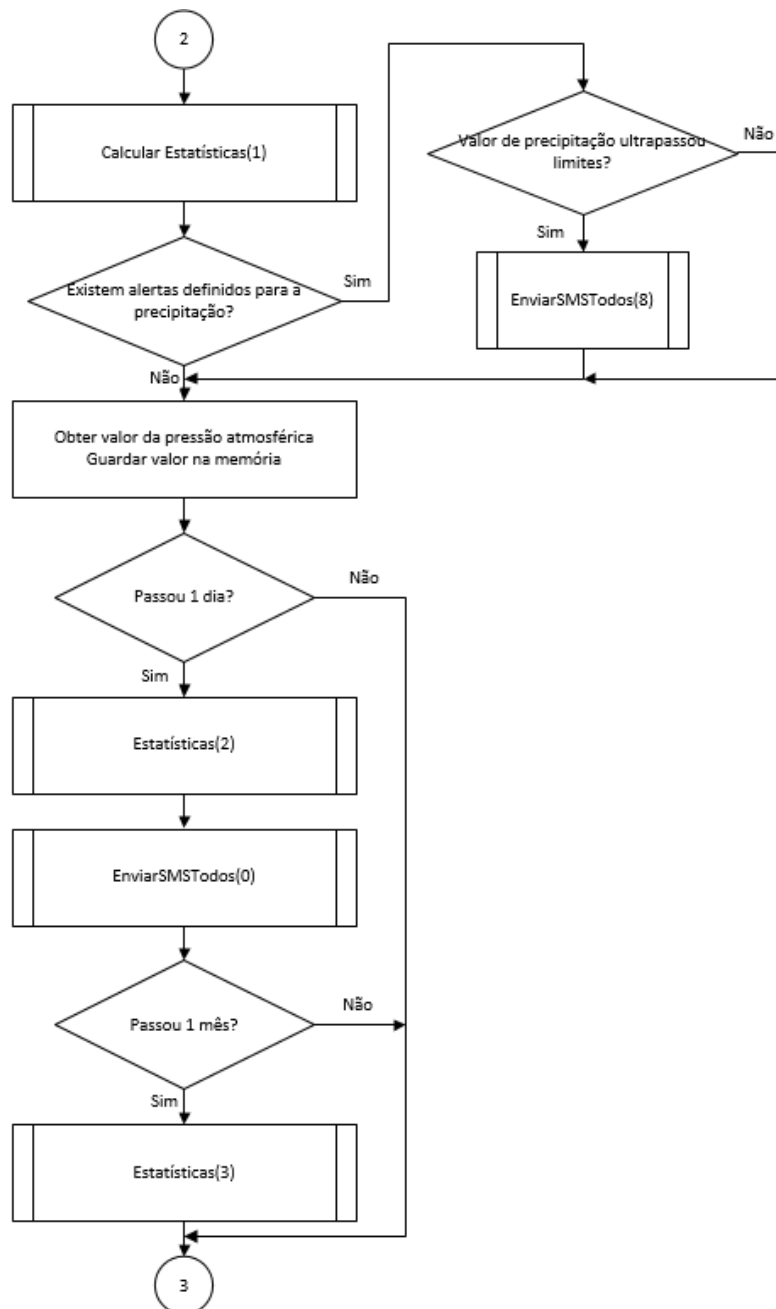 2
Calcular Estatísticas(1)
Existem alertas definidos para a
precipitação?
Sim
Valor de precipitação ultrapassou
limites?
Não
Sim
EnviarSMSTodos(8)
Não
Obter valor da pressão atmosférica
Guardar valor na memória
Passou 1 dia?
Não
Sim
Estatísticas(2)
EnviarSMSTodos(0)
Passou 1 mês?
Não
Sim
Estatísticas(3)
3